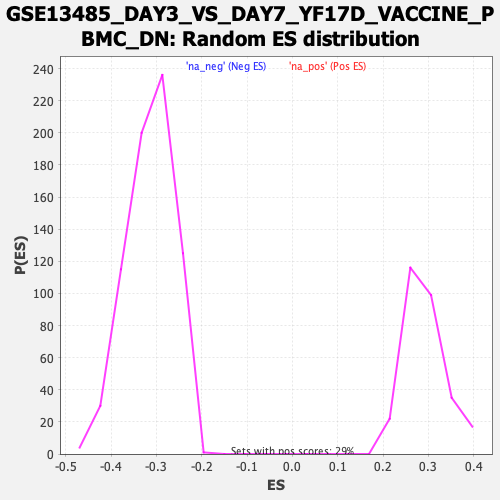 GSE13485_DAY3_VS_DAY7_YF17D_VACCINE_P
BMC_DN: Random ES distribution
'na_neg' (Neg ES) 'na_pos' (Pos ES)
240
220
200
180
160
140
120
100
80
60
40
20
0
P(ES)
Sets with pos scores: 29%
-0.5 -0.4 -0.3 -0.2 -0.1 0.0 0.1 0.2 0.3 0.4
ES